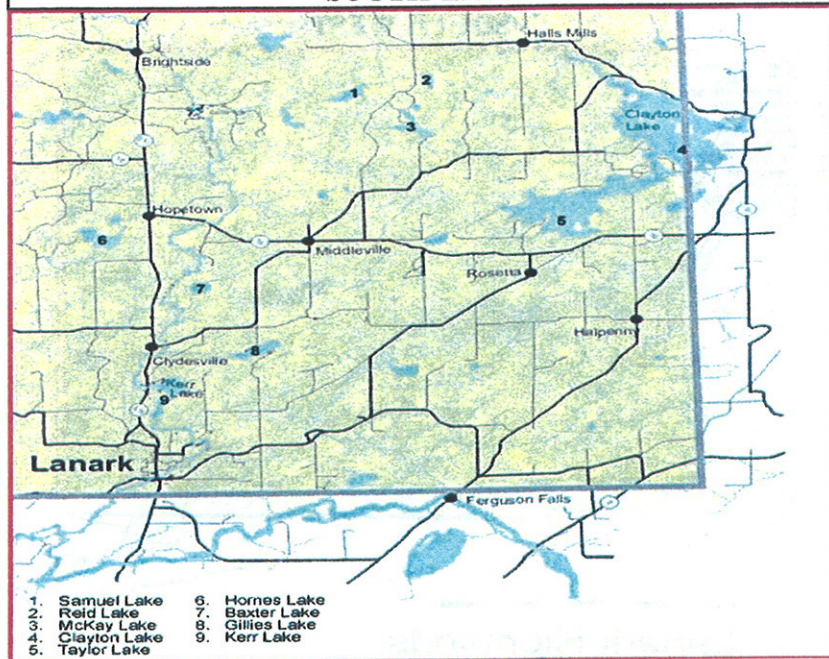 Halls Mills
Brightside
2
1
3
Clayton
Lake
4
Hopetown
5
6
Middleville
Rosetta
7
Halpenny
Clydesville
8
Kerr
Lake
9
Lanark
Ferguson Falls
1. Samuel Lake
2. Reid Lake
3. McKay Lake
4. Clayton Lake
5. Taylor Lake
6. Hornes Lake
7. Baxter Lake
8. Gillies Lake
9. Kerr Lake